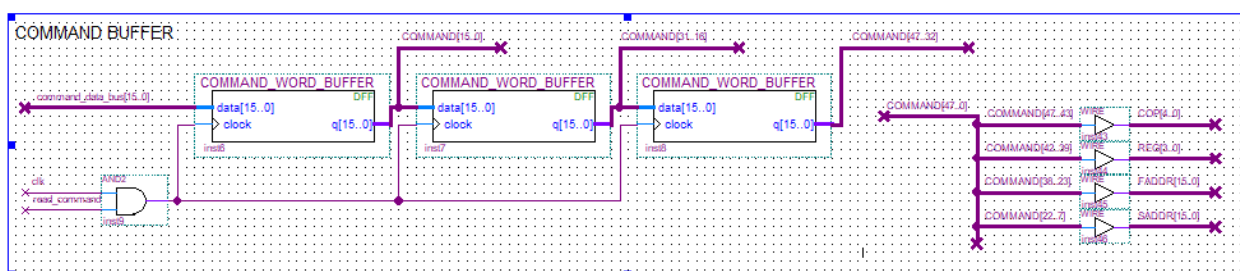 COMMAND BUFFER
COMMAND[15..0]
COMMAND[31..16]
COMMAND[47..32]
COMMAND_WORD_BUFFER
COMMAND_WORD_BUFFER
COMMAND_WORD_BUFFER
DFF
DFF
DFF
command_data_bus[15..0]
data[15..0]
data[15..0]
data[15..0]
clock
q[15..0]
clock
q[15..0]
clock
q[15..0]
inst6
inst7
inst8
clk
AND2
read_command
inst9
COMMAND[47..0]
COMMAND[47..43]
WIRE
COP[4..0]
inst43
COMMAND[42..39]
WIRE
REG[3..0]
COMMAND[38..23]
WIRE
FADDR[15..0]
inst45
COMMAND[22..7]
WIRE
SADDR[15..0]
inst46